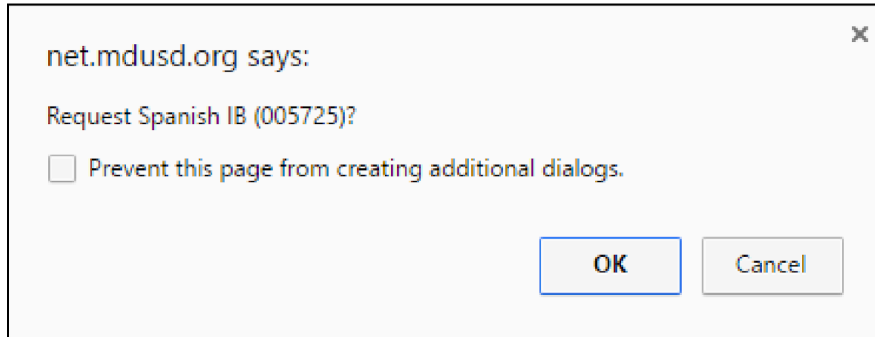 net.mdusd.org says:
Request Spanish IB (005725)?
Prevent this page from creating additional dialogs.
OK Cancel